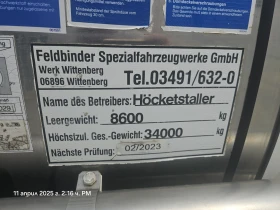 Feldbinder Spezialfahrzeugwerke GmbH
Werk Wittenberg
06896 Wittenberg
Tel.03491/632-0
Name des Betreibers: Höcketstaller
Leergewicht: 8600 kg
Höchstzul. Ges.-Gewicht: 34000 kg
Nächste Prüfung: 02/2023
11 април 2025 г. 2:16 ч. PM